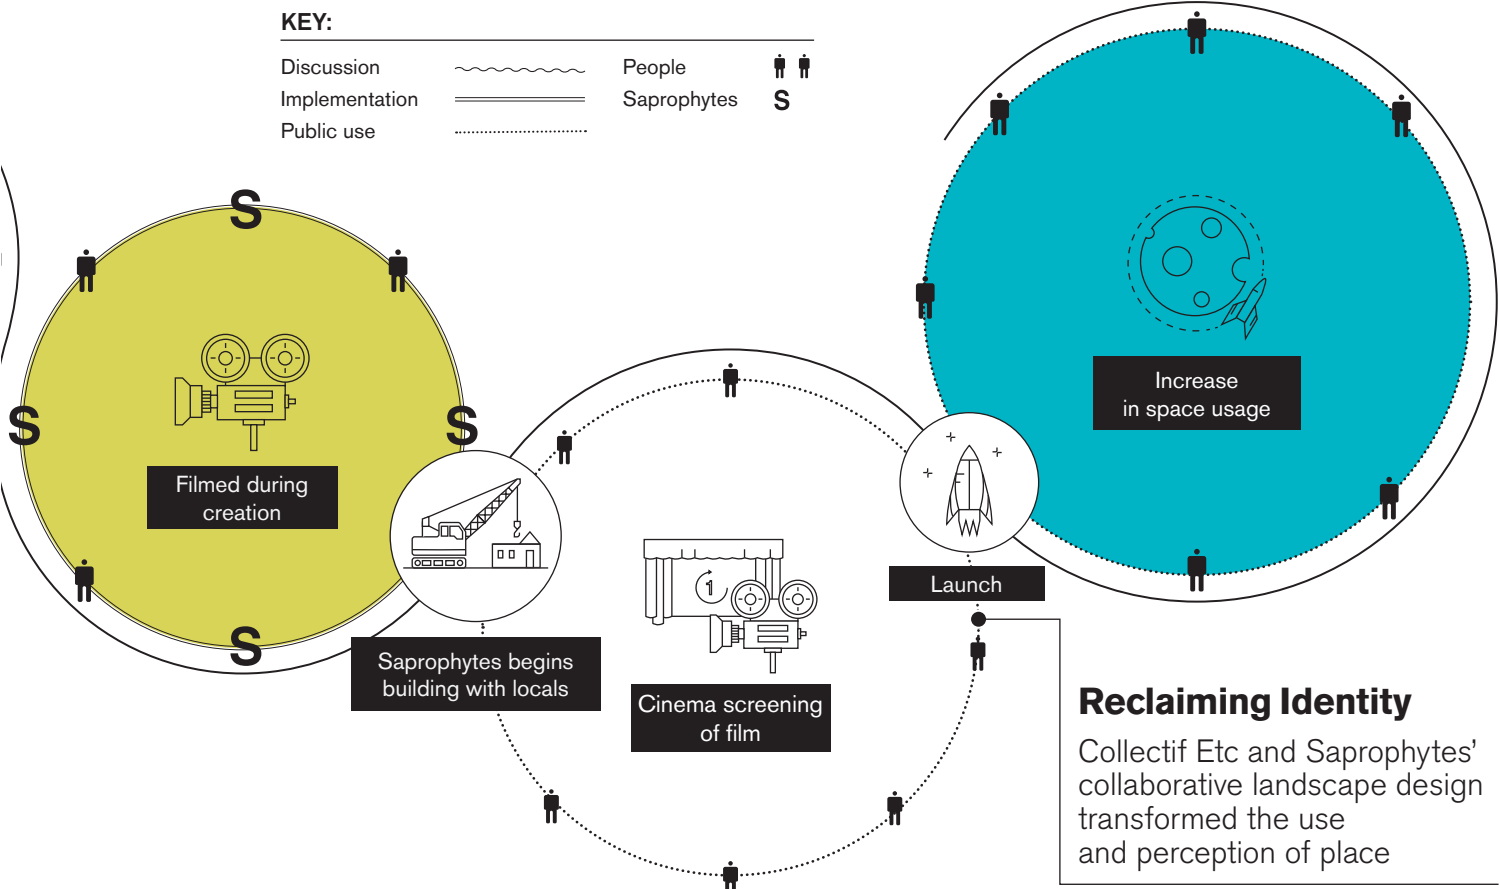 KEY:
Discussion
Implementation
Public use
People
Saprophytes S
S
S
S
S
Filmed during
creation
Saprophytes begins
building with locals
1
Cinema screening
of film
Launch
Increase
in space usage
Reclaiming Identity
Collectif Etc and Saprophytes’
collaborative landscape design
transformed the use
and perception of place